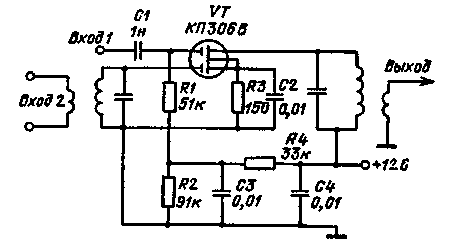 VT
КП306В
C1
1н
Вход 1
Вход 2
R1
51к
R3
150
C2
0,01
Выход
R4
33к
+12В
R2
91к
C3
0,01
C4
0,01